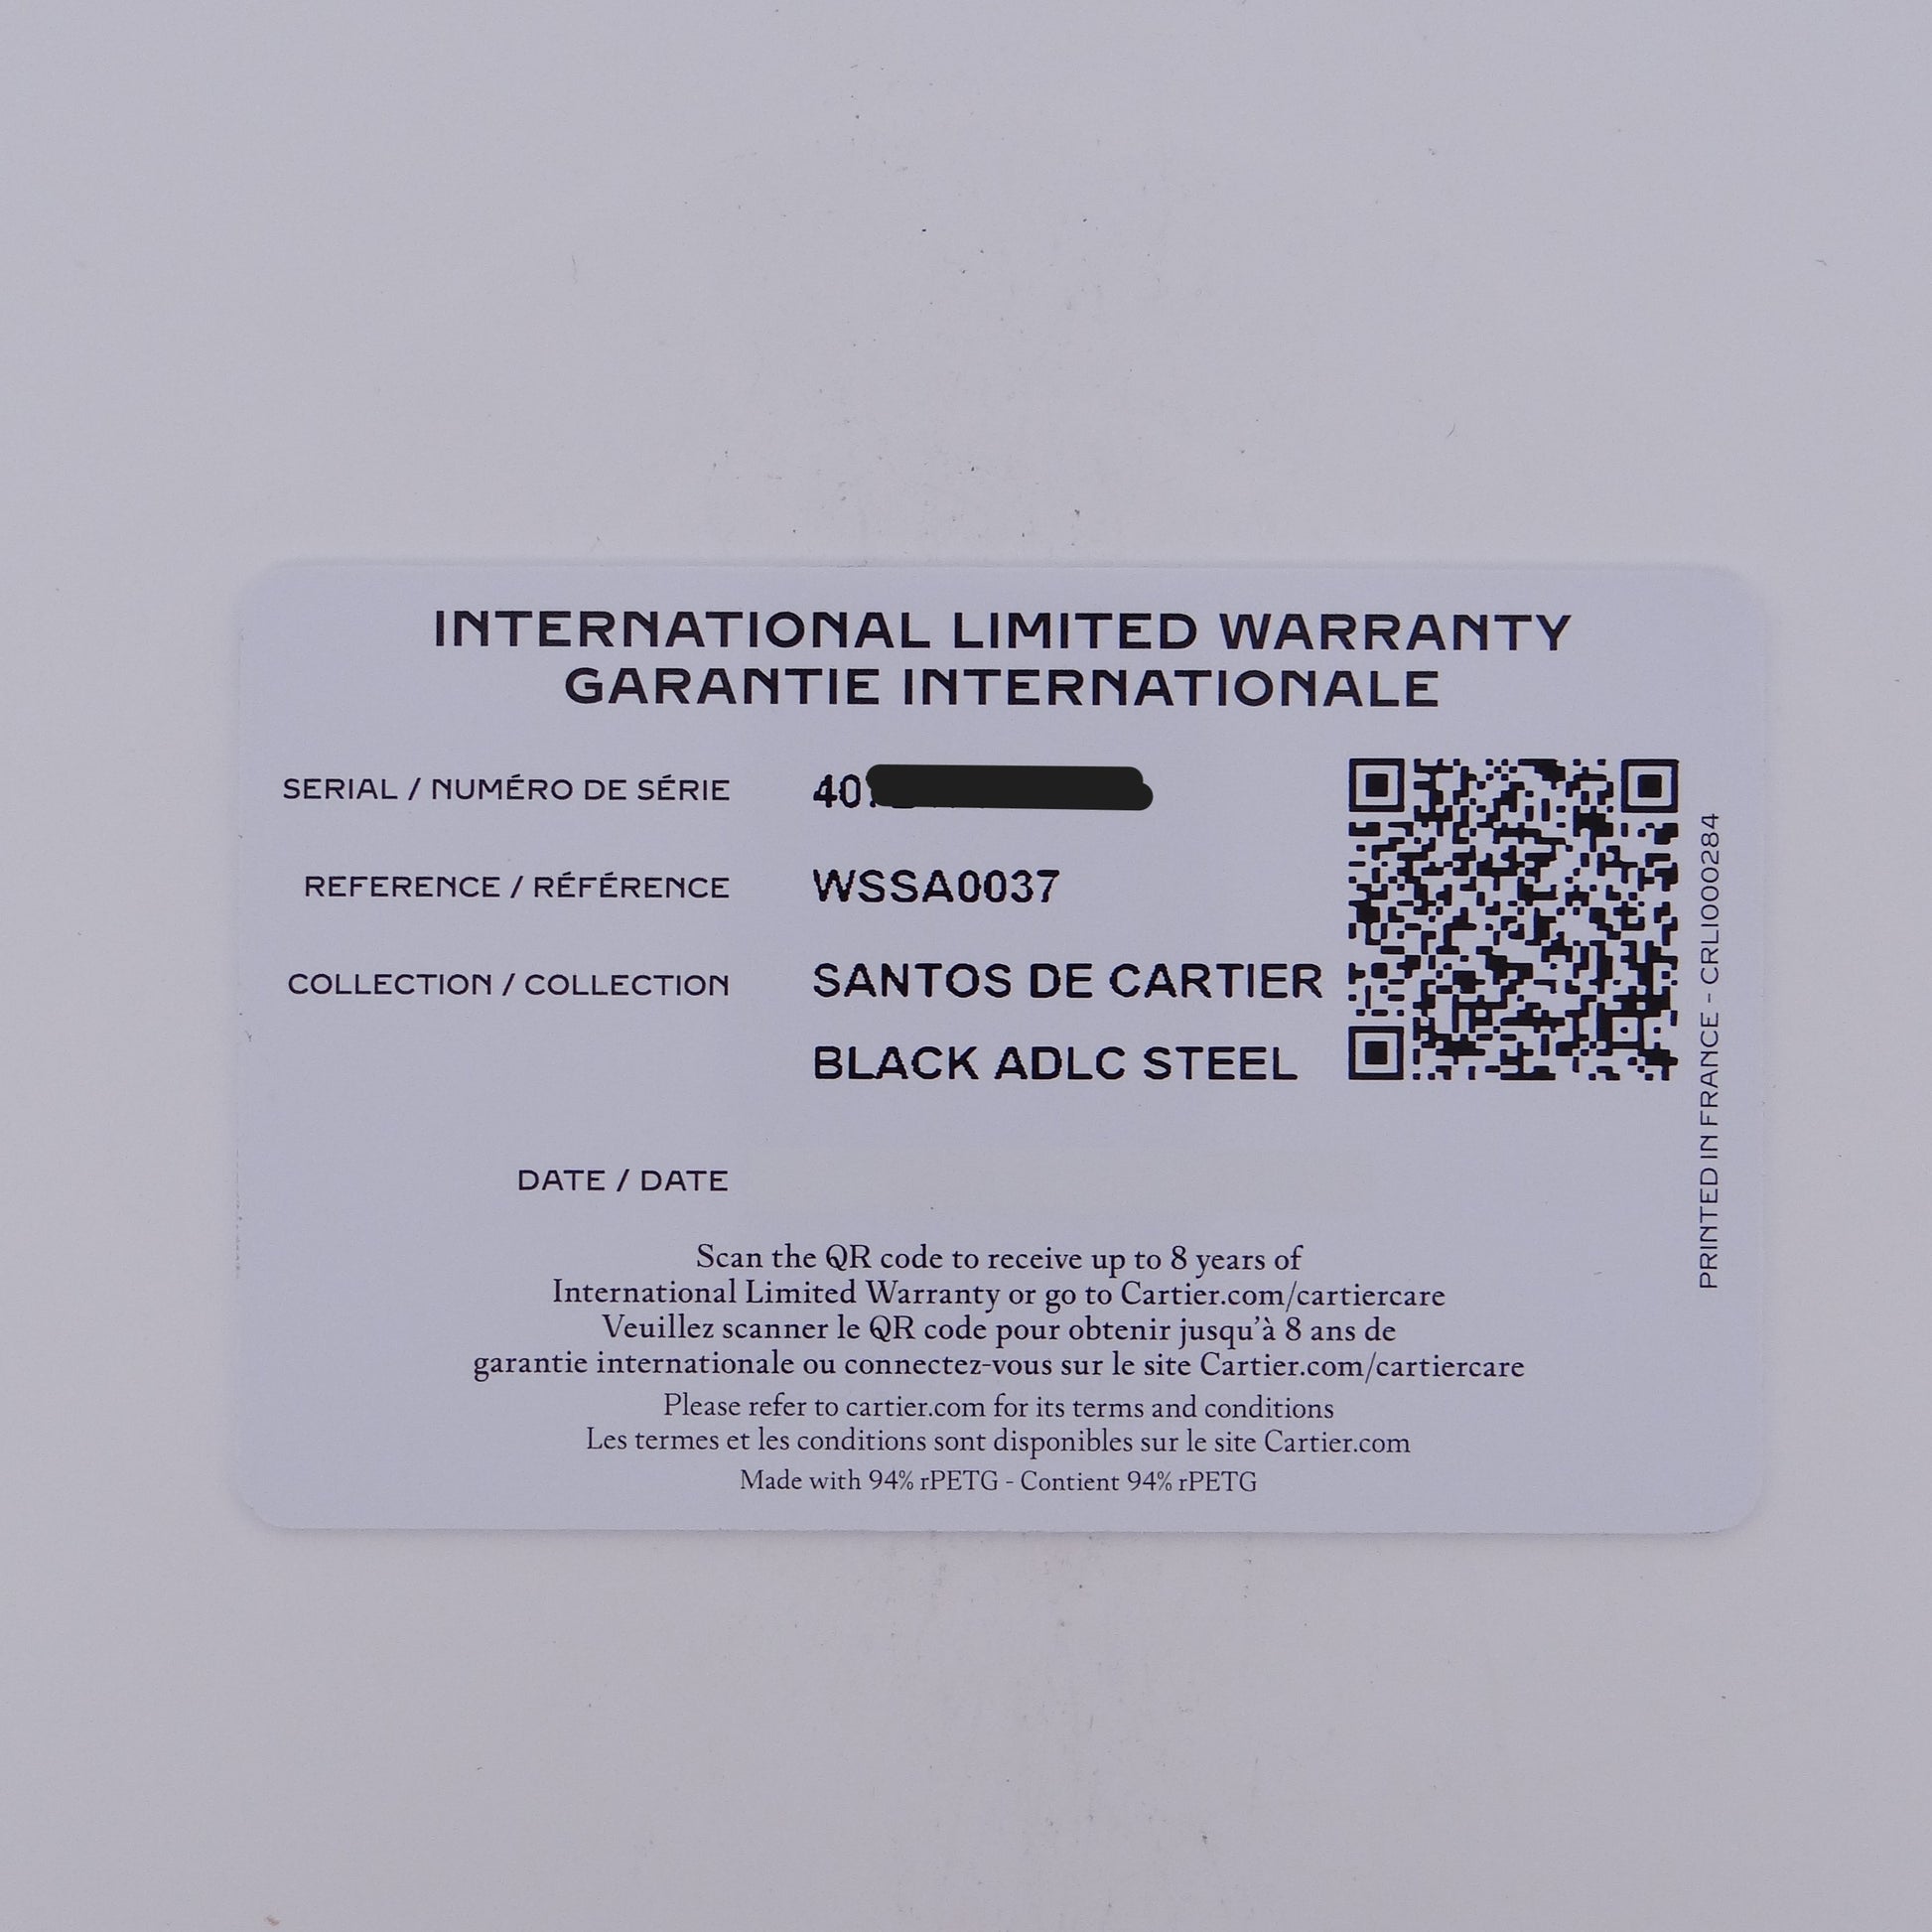 INTERNATIONAL LIMITED WARRANTY
GARANTIE INTERNATIONALE
SERIAL / NUMÉRO DE SÉRIE 40
REFERENCE / RÉFÉRENCE WSSA0037
COLLECTION / COLLECTION SANTOS DE CARTIER
BLACK ADLC STEEL
DATE / DATE
Scan the QR code to receive up to 8 years of
International Limited Warranty or go to Cartier.com/cartiercare
Veuillez scanner le QR code pour obtenir jusqu'à 8 ans de
garantie internationale ou connectez-vous sur le site Cartier.com/cartiercare
Please refer to cartier.com for its terms and conditions
Les termes et les conditions sont disponibles sur le site Cartier.com
Made with 94% rPETG - Contient 94% rPETG
PRINTED IN FRANCE - CRLI000284